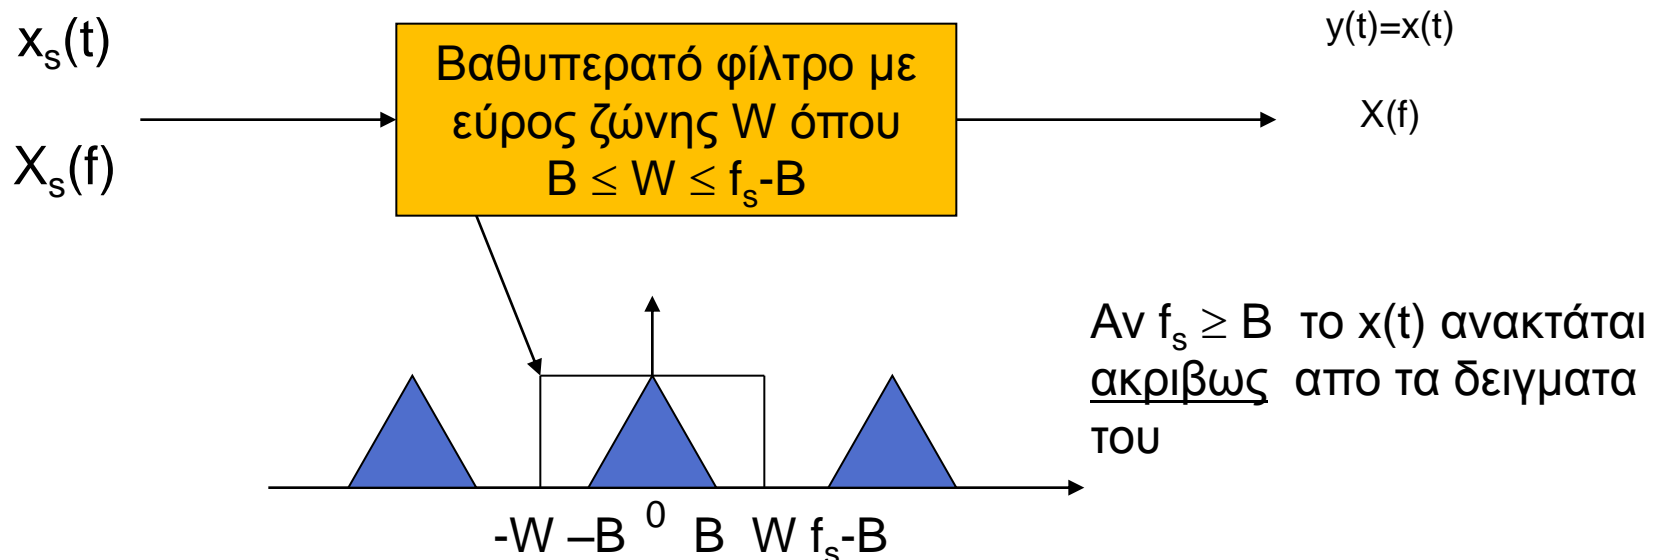 xₛ(t)
Xₛ(f)
Βαθυπερατό φίλτρο με
εύρος ζώνης W όπου
B ≤ W ≤ fₛ-B
y(t)=x(t)
X(f)
Αν fₛ ≥ B το x(t) ανακτάται
ακριβως απο τα δειγματα
του
-W –B 0 B W fₛ-B